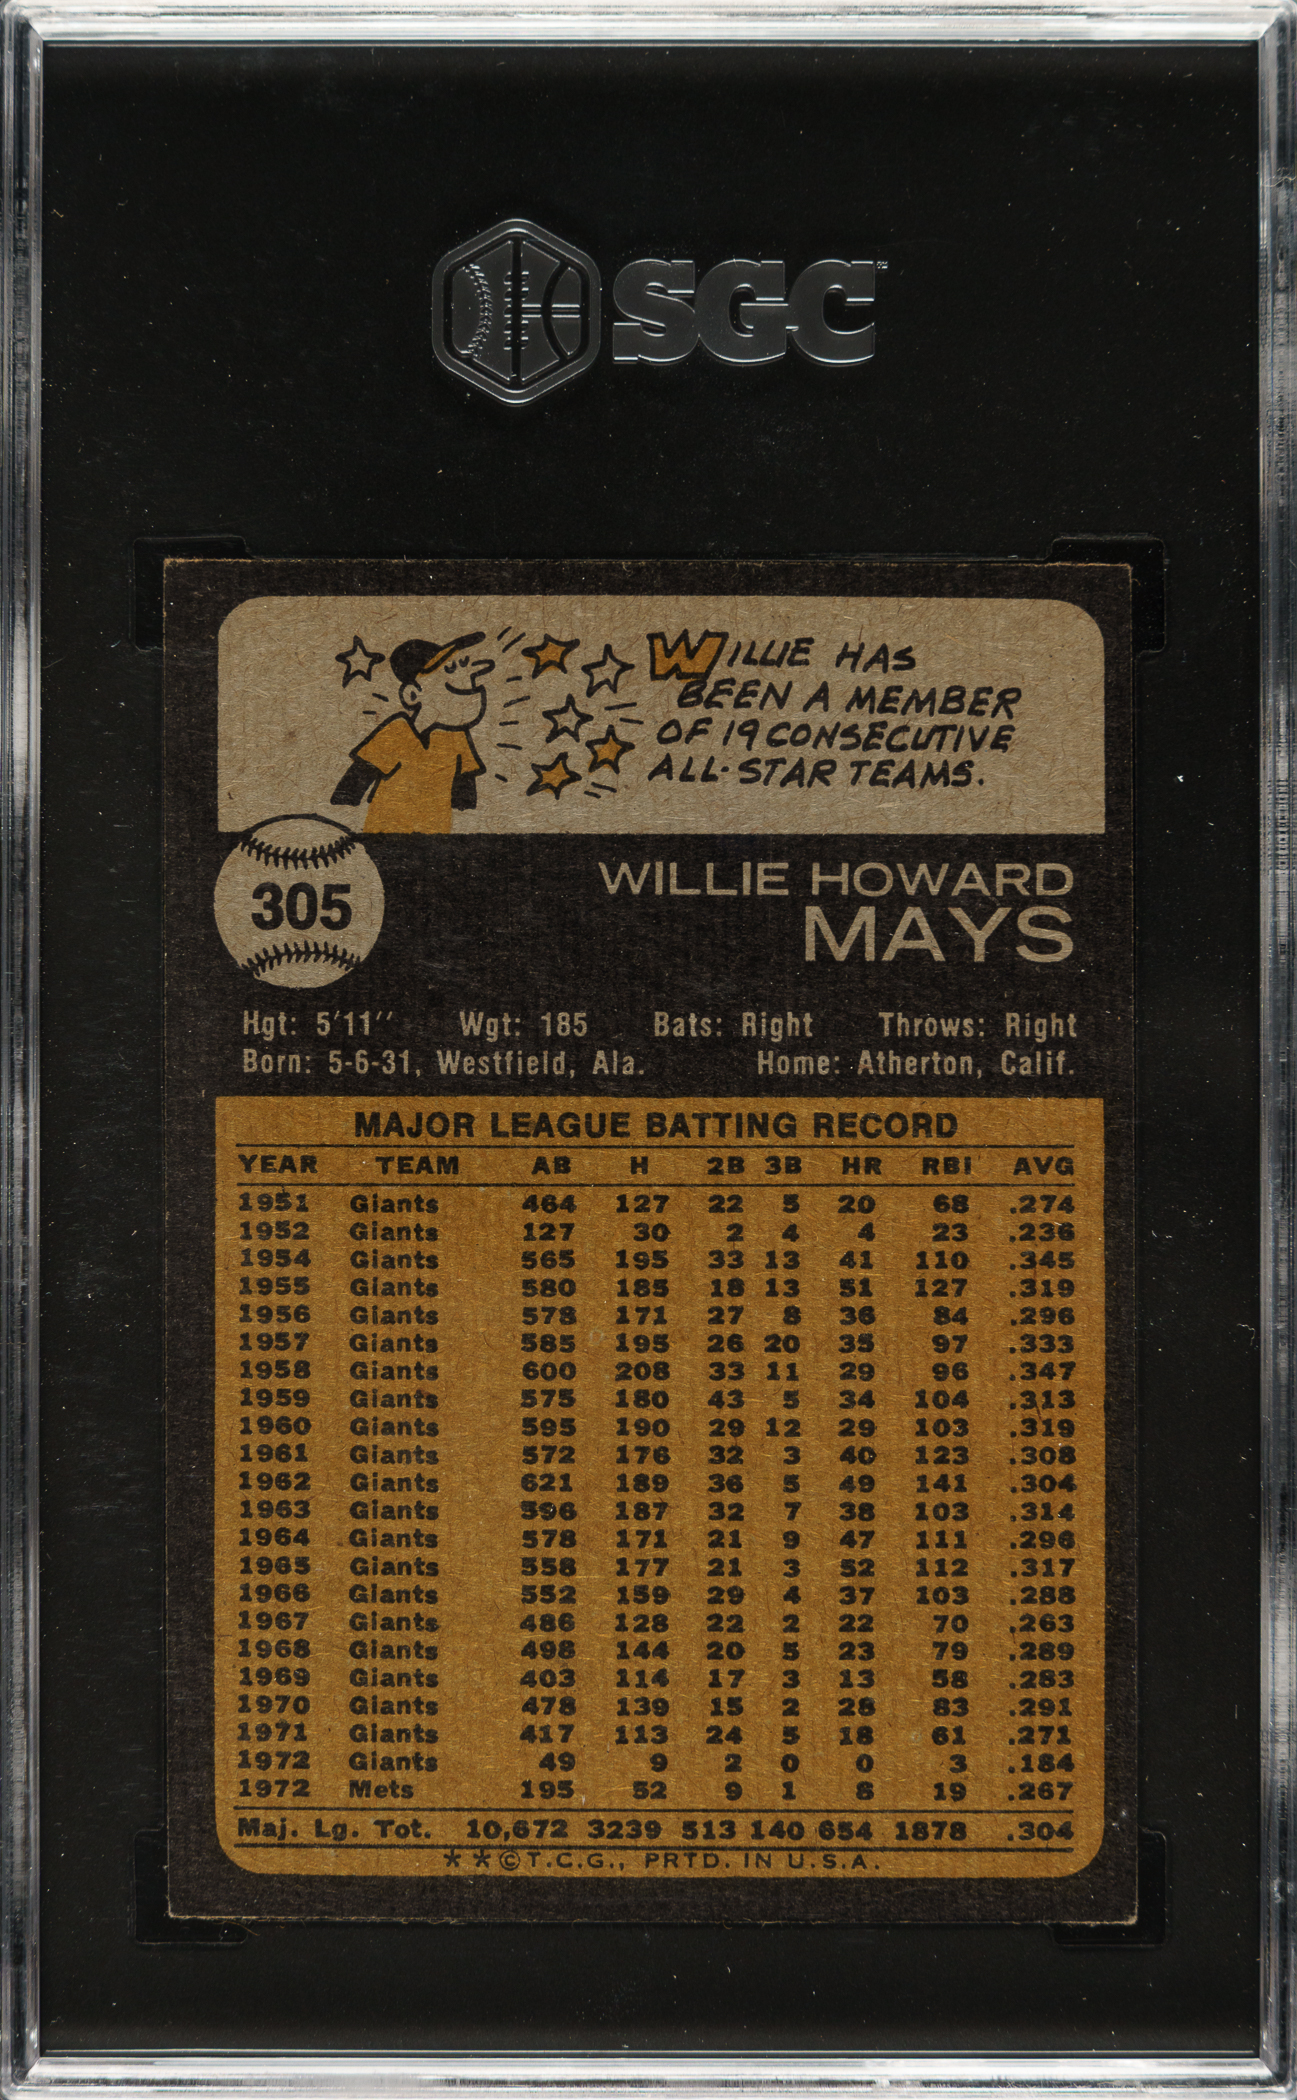 SGC™
WILLIE HAS
BEEN A MEMBER
OF 19 CONSECUTIVE
ALL-STAR TEAMS.
305
WILLIE HOWARD
MAYS
Hgt: 5'11'' Wgt: 185 Bats: Right Throws: Right
Born: 5-6-31, Westfield, Ala. Home: Atherton, Calif.
MAJOR LEAGUE BATTING RECORD
YEAR TEAM AB H 2B 3B HR RBI AVG
1951 Giants 464 127 22 5 20 68 .274
1952 Giants 127 30 2 4 4 23 .236
1954 Giants 565 195 33 13 41 110 .345
1955 Giants 580 185 18 13 51 127 .319
1956 Giants 578 171 27 8 36 84 .296
1957 Giants 585 195 26 20 35 97 .333
1958 Giants 600 208 33 11 29 96 .347
1959 Giants 575 180 43 5 34 104 .313
1960 Giants 595 190 29 12 29 103 .319
1961 Giants 572 176 32 3 40 123 .308
1962 Giants 621 189 36 5 49 141 .304
1963 Giants 596 187 32 7 38 103 .314
1964 Giants 578 171 21 9 47 111 .296
1965 Giants 558 177 21 3 52 112 .317
1966 Giants 552 159 29 4 37 103 .288
1967 Giants 486 128 22 2 22 70 .263
1968 Giants 498 144 20 5 23 79 .289
1969 Giants 403 114 17 3 13 58 .283
1970 Giants 478 139 15 2 28 83 .291
1971 Giants 417 113 24 5 18 61 .271
1972 Giants 49 9 2 0 0 3 .184
1972 Mets 195 52 9 1 8 19 .267
Maj. Lg. Tot. 10,672 3239 513 140 654 1878 .304
**©T.C.G., PRTD. IN U.S.A.